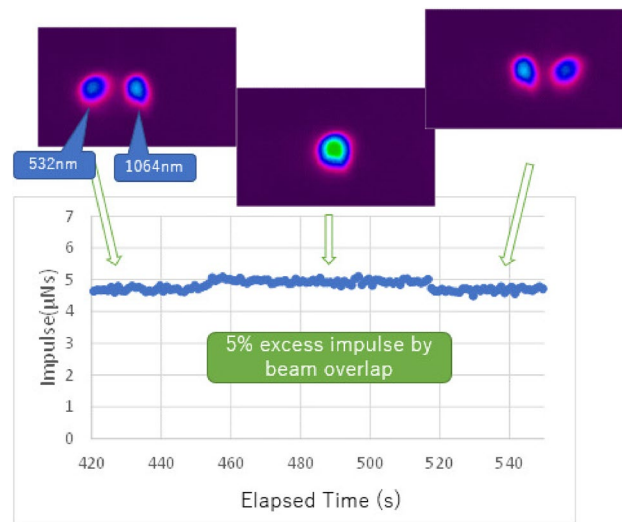 532nm
1064nm
7
6
5
4
3
2
1
0
Impulse(μNs)
5% excess impulse by
beam overlap
420 440 460 480 500 520 540
Elapsed Time (s)